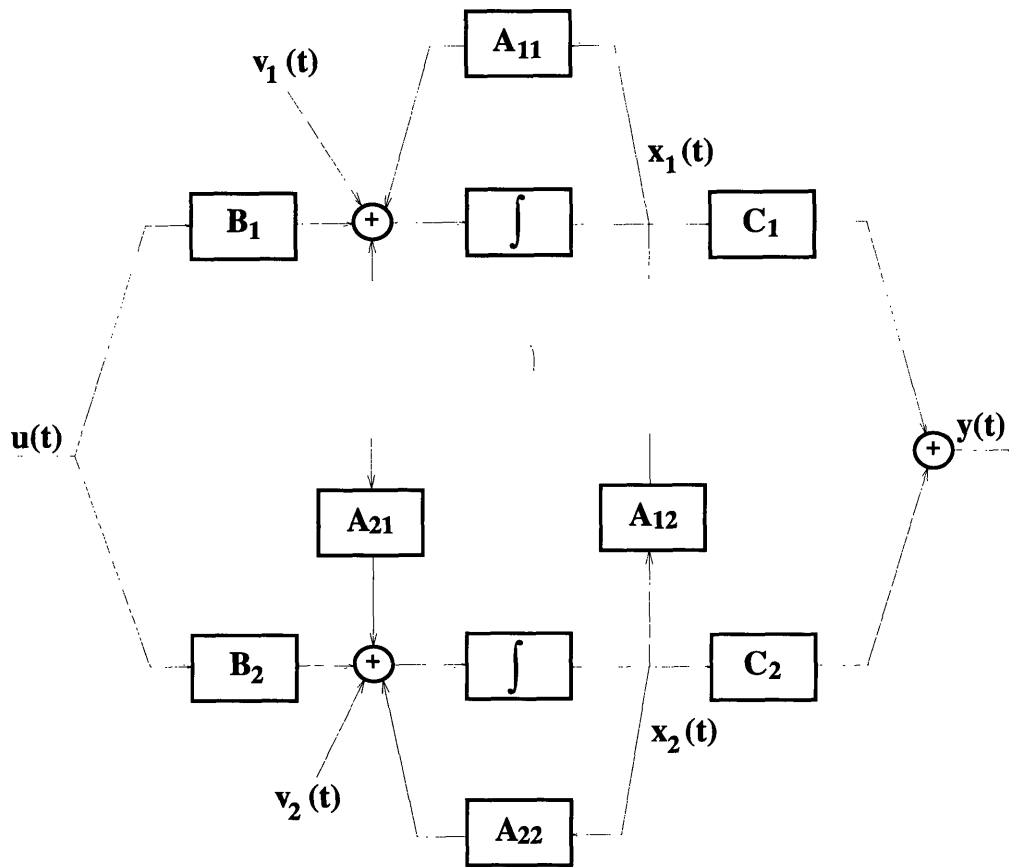 A11
v1 (t)
x1 (t)
B1
+
∫
C1
u(t)
+
y(t)
A21
A12
B2
+
∫
C2
x2 (t)
v2 (t)
A22